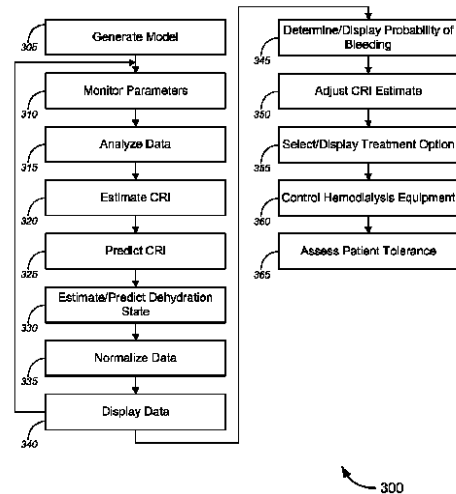 305
Generate Model
310
Monitor Parameters
315
Analyze Data
320
Estimate CRI
325
Predict CRI
330
Estimate/Predict Dehydration
State
335
Normalize Data
340
Display Data
345
Determine/Display Probability of
Bleeding
350
Adjust CRI Estimate
355
Select/Display Treatment Option
360
Control Hemodialysis Equipment
365
Assess Patient Tolerance
300